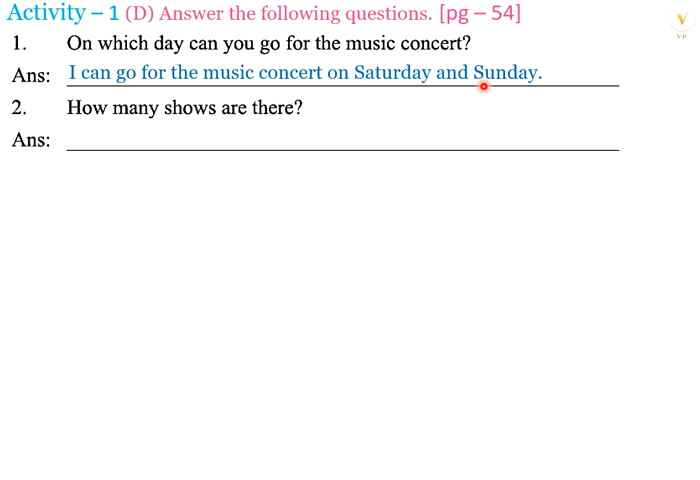 Activity – 1 (D) Answer the following questions. [pg – 54]
V
VP
1. On which day can you go for the music concert?
Ans: I can go for the music concert on Saturday and Sunday.
2. How many shows are there?
Ans: